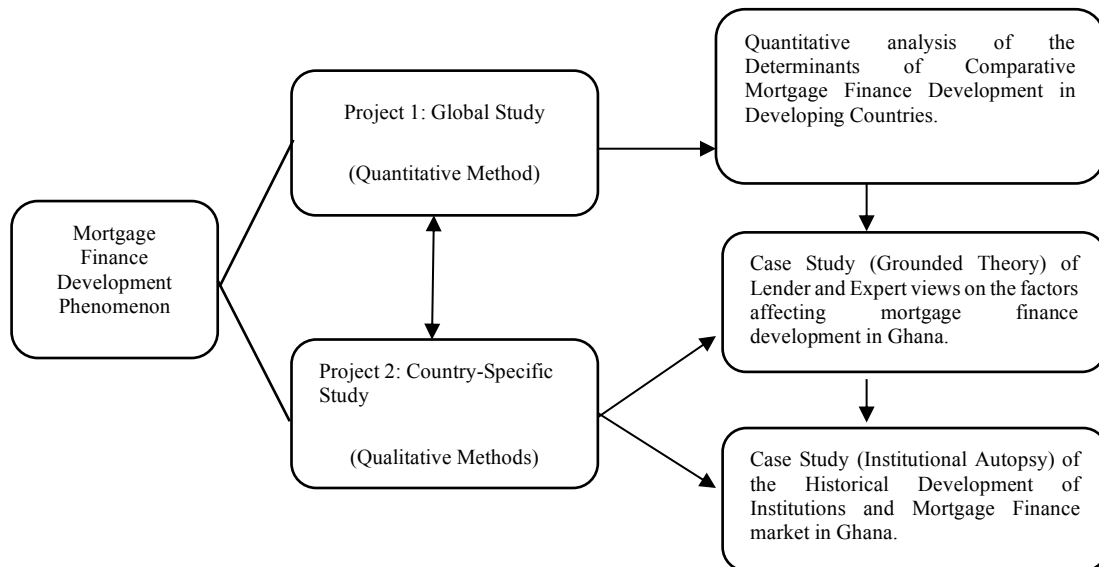 Mortgage
Finance
Development
Phenomenon
Project 1: Global Study
(Quantitative Method)
Project 2: Country-Specific
Study
(Qualitative Methods)
Quantitative analysis of the
Determinants of Comparative
Mortgage Finance Development in
Developing Countries.
Case Study (Grounded Theory) of
Lender and Expert views on the factors
affecting mortgage finance
development in Ghana.
Case Study (Institutional Autopsy) of
the Historical Development of
Institutions and Mortgage Finance
market in Ghana.